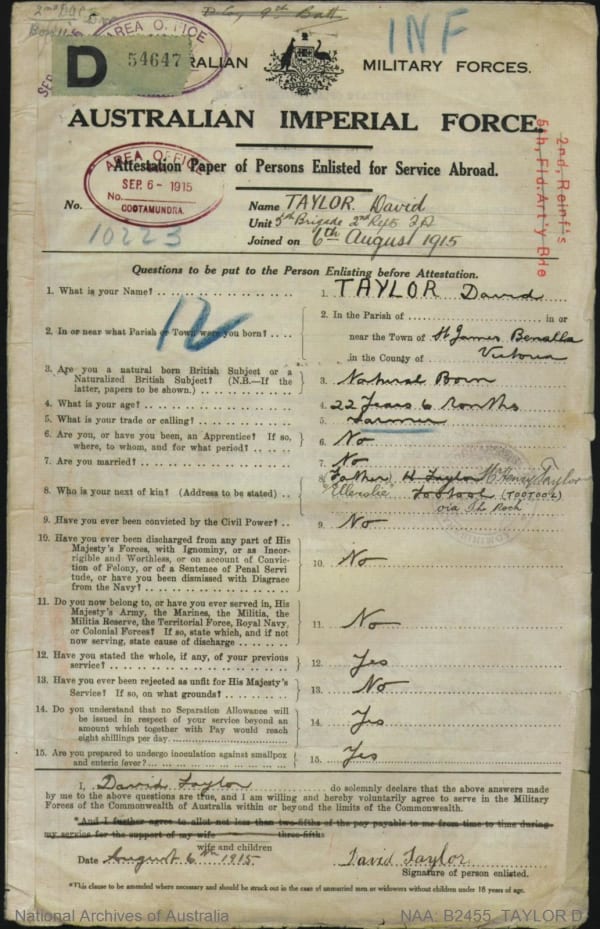 D Coy 9th Batt
INF
AREA OFFICE
D
54647
AUSTRALIAN MILITARY FORCES.
AUSTRALIAN IMPERIAL FORCE.
Attestation Paper of Persons Enlisted for Service Abroad.
AREA OFFICE
SEP. 6 - 1915
No.
COOTAMUNDRA.
2nd, Reinf's
5th, Fld. Art'y B'de
No. 10223
Name TAYLOR David
Unit 5th Brigade 2nd Rfts FA
Joined on 6th August 1915
Questions to be put to the Person Enlisting before Attestation.
1. What is your Name? 1. TAYLOR David
12
2. In or near what Parish or Town were you born? 2. In the Parish of in or
near the Town of St James Benalla
in the County of Victoria
3. Are you a natural born British Subject or a
Naturalized British Subject? (N.B.—If the
latter, papers to be shown.) 3. Natural Born
4. What is your age? 4. 22 Years 6 Months
5. What is your trade or calling? 5. Farmer
6. Are you, or have you been, an Apprentice? If so,
where, to whom, and for what period? 6. No
7. Are you married? 7. No
8. Who is your next of kin? (Address to be stated) 8. Father H Taylor Mr Henry Taylor
Ellerslie Tootool (TOOTOOL)
via The Rock
9. Have you ever been convicted by the Civil Power? 9. No
10. Have you ever been discharged from any part of His
Majesty's Forces, with Ignominy, or as Incor-
rigible and Worthless, or on account of Convic-
tion of Felony, or of a Sentence of Penal Servi
tude, or have you been dismissed with Disgrace
from the Navy? 10. No
11. Do you now belong to, or have you ever served in, His
Majesty's Army, the Marines, the Militia, the
Militia Reserve, the Territorial Force, Royal Navy,
or Colonial Forces? If so, state which, and if not
now serving, state cause of discharge 11. No
12. Have you stated the whole, if any, of your previous
service? 12. Yes
13. Have you ever been rejected as unfit for His Majesty's
Service? If so, on what grounds? 13. No
14. Do you understand that no Separation Allowance will
be issued in respect of your service beyond an
amount which together with Pay would reach
eight shillings per day. 14. Yes
15. Are you prepared to undergo inoculation against smallpox
and enteric fever? 15. Yes
I, David Taylor do solemnly declare that the above answers made
by me to the above questions are true, and I am willing and hereby voluntarily agree to serve in the Military
Forces of the Commonwealth of Australia within or beyond the limits of the Commonwealth.
*And I further agree to allot not less than two-fifths of the pay payable to me from time to time during
my service for the support of my wife three-fifths
wife and children
Date August 6th 1915. David Taylor
Signature of person enlisted.
*This clause to be amended where necessary and should be struck out in the case of unmarried men or widowers without children under 18 years of age.
National Archives of Australia NAA: B2455, TAYLOR D